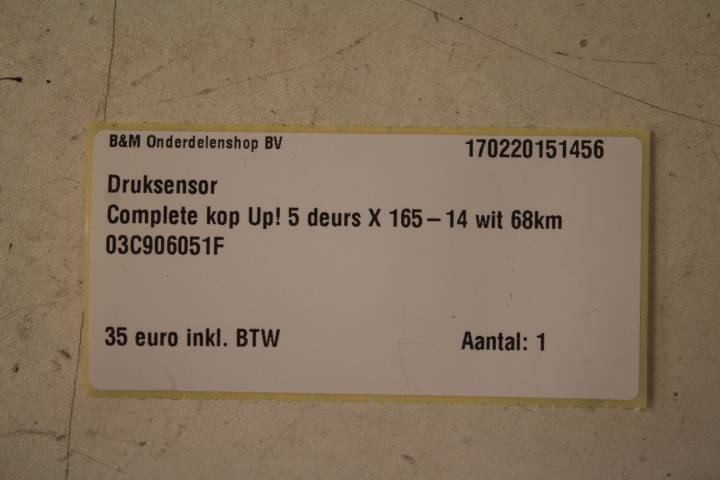 B&M Onderdelenshop BV
170220151456
Druksensor
Complete kop Up! 5 deurs X 165 – 14 wit 68km
03C906051F
35 euro inkl. BTW
Aantal: 1